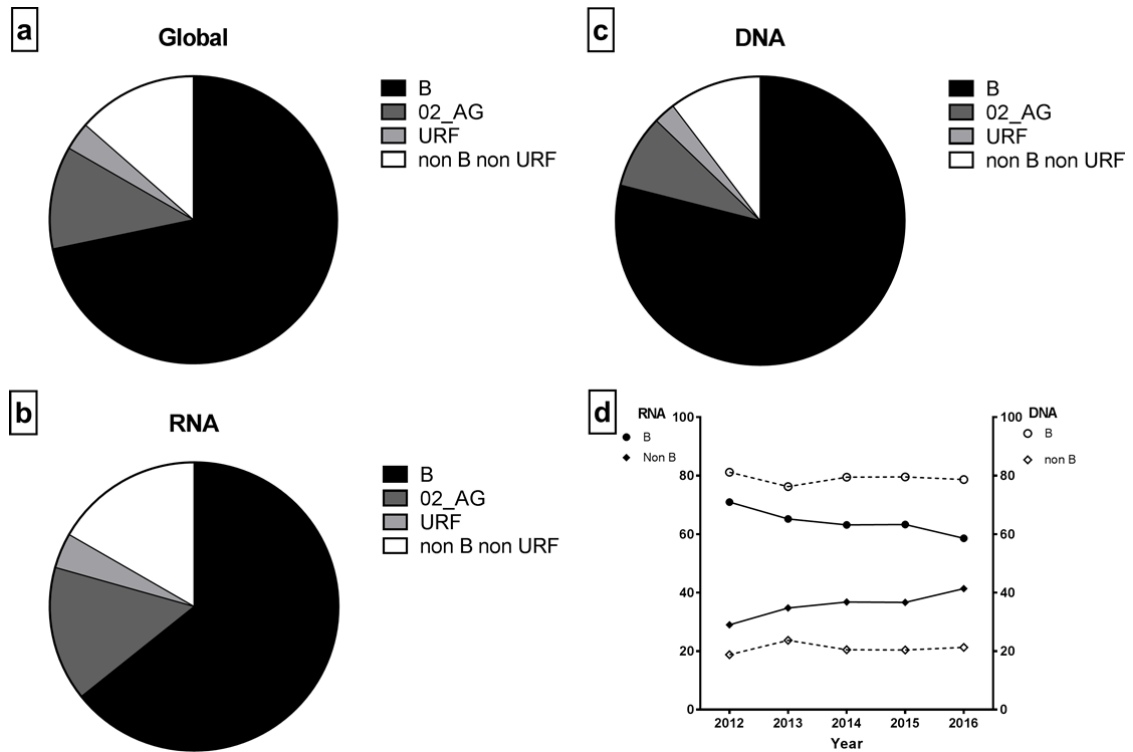 a
Global
B
02_AG
URF
non B non URF
b
RNA
B
02_AG
URF
non B non URF
c
DNA
B
02_AG
URF
non B non URF
d
RNA
B
Non B
DNA
B
non B
100
80
60
40
20
0
100
80
60
40
20
0
2012 2013 2014 2015 2016
Year